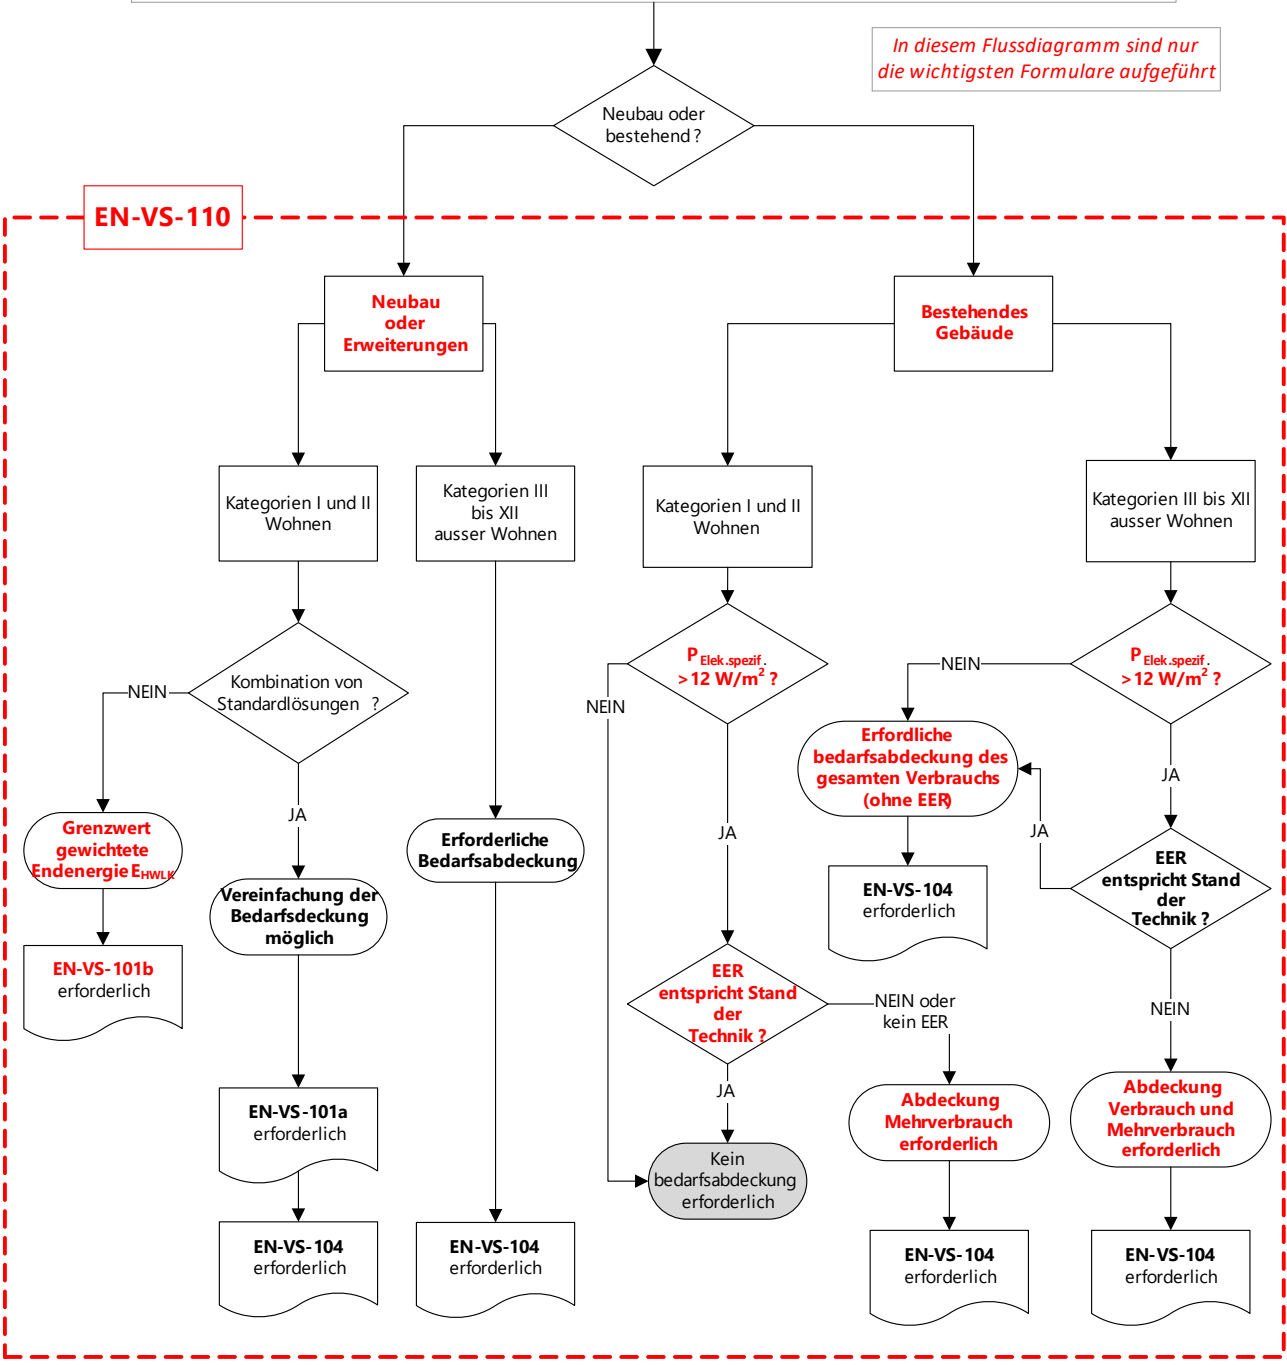 In diesem Flussdiagramm sind nur
die wichtigsten Formulare aufgeführt
Neubau oder
bestehend ?
EN-VS-110
Neubau
oder
Erweiterungen
Bestehendes
Gebäude
Kategorien I und II
Wohnen
Kategorien III
bis XII
ausser Wohnen
Kategorien I und II
Wohnen
Kategorien III bis XII
ausser Wohnen
Kombination von
Standardlösungen ?
NEIN
JA
P Elek.spezif.
> 12 W/m² ?
NEIN
JA
P Elek.spezif.
> 12 W/m² ?
NEIN
JA
Grenzwert
gewichtete
Endenergie EHWLK
EN-VS-101b
erforderlich
Vereinfachung der
Bedarfsdeckung
möglich
EN-VS-101a
erforderlich
EN-VS-104
erforderlich
Erforderliche
Bedarfsabdeckung
EN-VS-104
erforderlich
EER
entspricht Stand
der
Technik ?
NEIN oder
kein EER
JA
Kein
bedarfsabdeckung
erforderlich
Abdeckung
Mehrverbrauch
erforderlich
EN-VS-104
erforderlich
Erfordliche
bedarfsabdeckung des
gesamten Verbrauchs
(ohne EER)
EN-VS-104
erforderlich
JA
EER
entspricht Stand
der
Technik ?
NEIN
Abdeckung
Verbrauch und
Mehrverbrauch
erforderlich
EN-VS-104
erforderlich